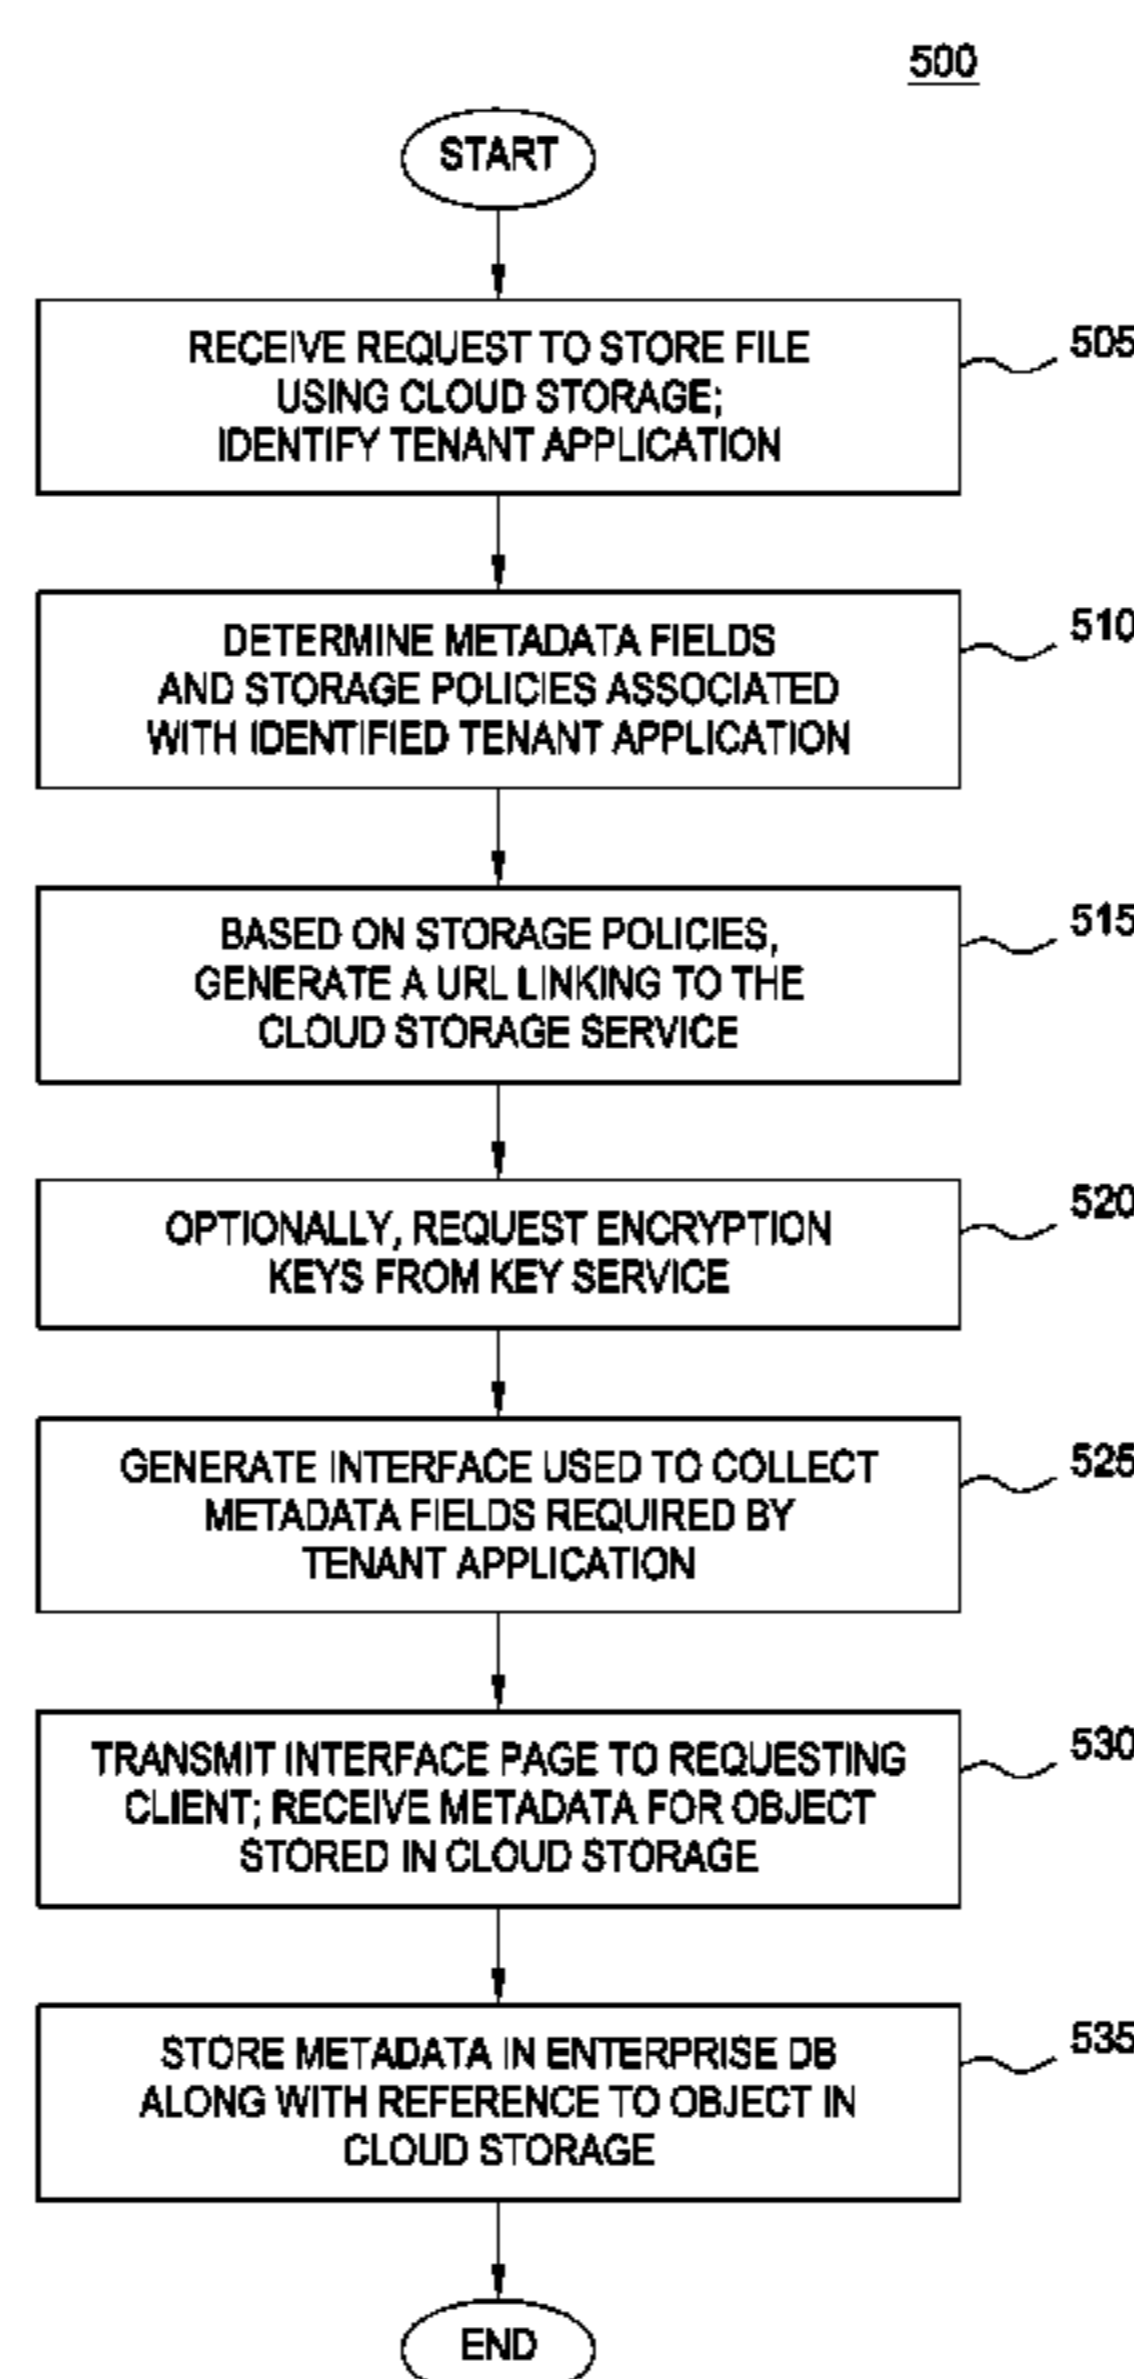 500
START
RECEIVE REQUEST TO STORE FILE
USING CLOUD STORAGE;
IDENTIFY TENANT APPLICATION
505
DETERMINE METADATA FIELDS
AND STORAGE POLICIES ASSOCIATED
WITH IDENTIFIED TENANT APPLICATION
510
BASED ON STORAGE POLICIES,
GENERATE A URL LINKING TO THE
CLOUD STORAGE SERVICE
515
OPTIONALLY, REQUEST ENCRYPTION
KEYS FROM KEY SERVICE
520
GENERATE INTERFACE USED TO COLLECT
METADATA FIELDS REQUIRED BY
TENANT APPLICATION
525
TRANSMIT INTERFACE PAGE TO REQUESTING
CLIENT; RECEIVE METADATA FOR OBJECT
STORED IN CLOUD STORAGE
530
STORE METADATA IN ENTERPRISE DB
ALONG WITH REFERENCE TO OBJECT IN
CLOUD STORAGE
535
END